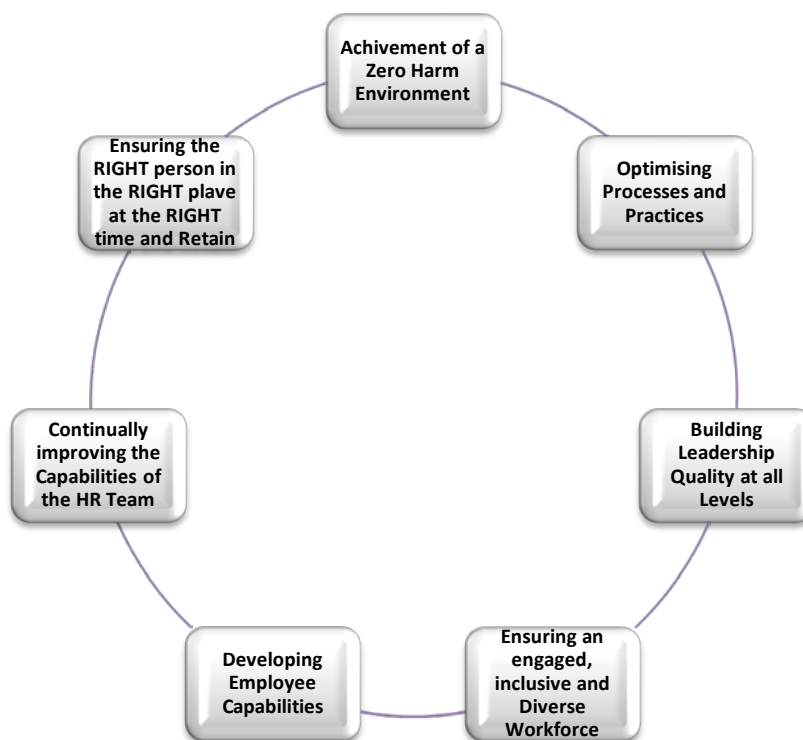 Achivement of a
Zero Harm
Environment
Optimising
Processes and
Practices
Building
Leadership
Quality at all
Levels
Ensuring an
engaged,
inclusive and
Diverse
Workforce
Developing
Employee
Capabilities
Continually
improving the
Capabilities of
the HR Team
Ensuring the
RIGHT person in
the RIGHT plave
at the RIGHT
time and Retain